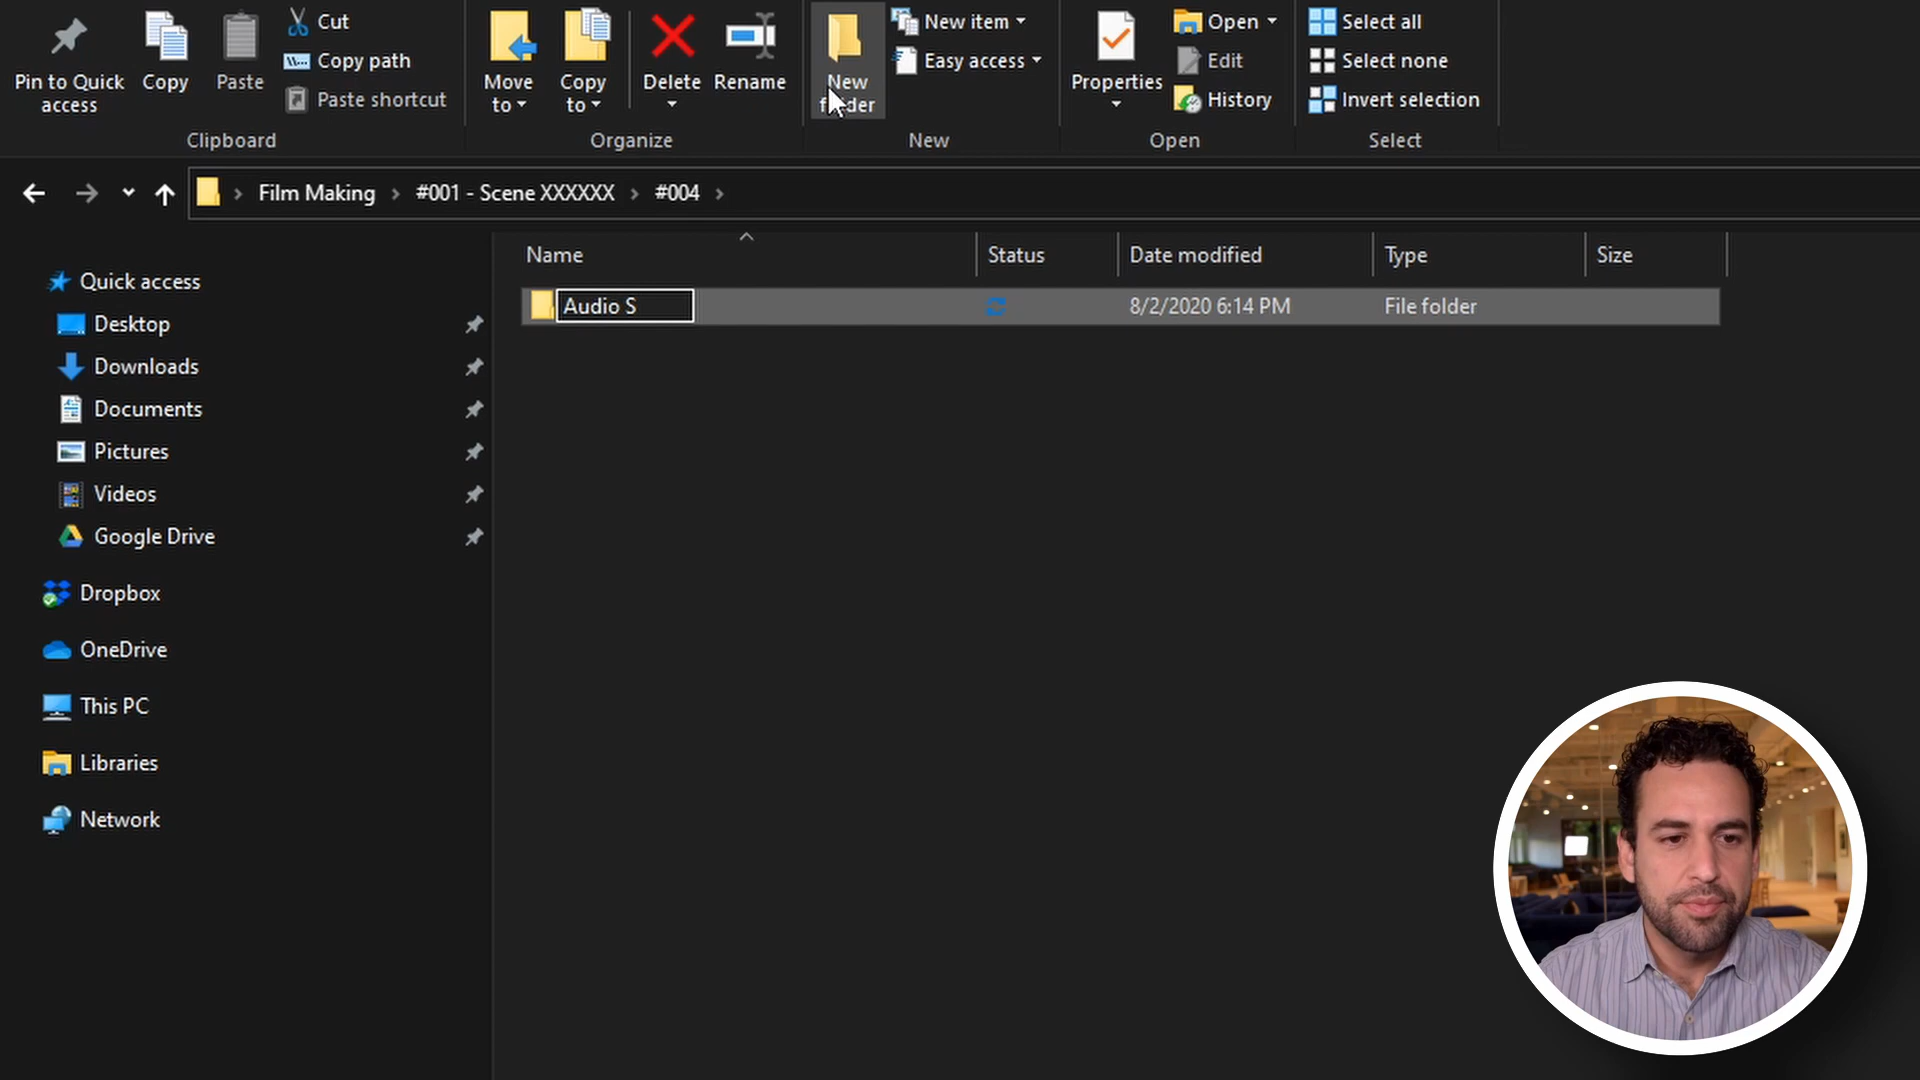 Pin to Quick
access
Copy
Paste
Cut
Copy path
Paste shortcut
Clipboard
Move
to
Copy
to
Delete
Rename
Organize
New
folder
New item
Easy access
New
Properties
Open
Edit
History
Open
Select all
Select none
Invert selection
Select
Film Making > #001 - Scene XXXXXX > #004 >
Name Status Date modified Type Size
Audio S 8/2/2020 6:14 PM File folder
Quick access
Desktop
Downloads
Documents
Pictures
Videos
Google Drive
Dropbox
OneDrive
This PC
Libraries
Network